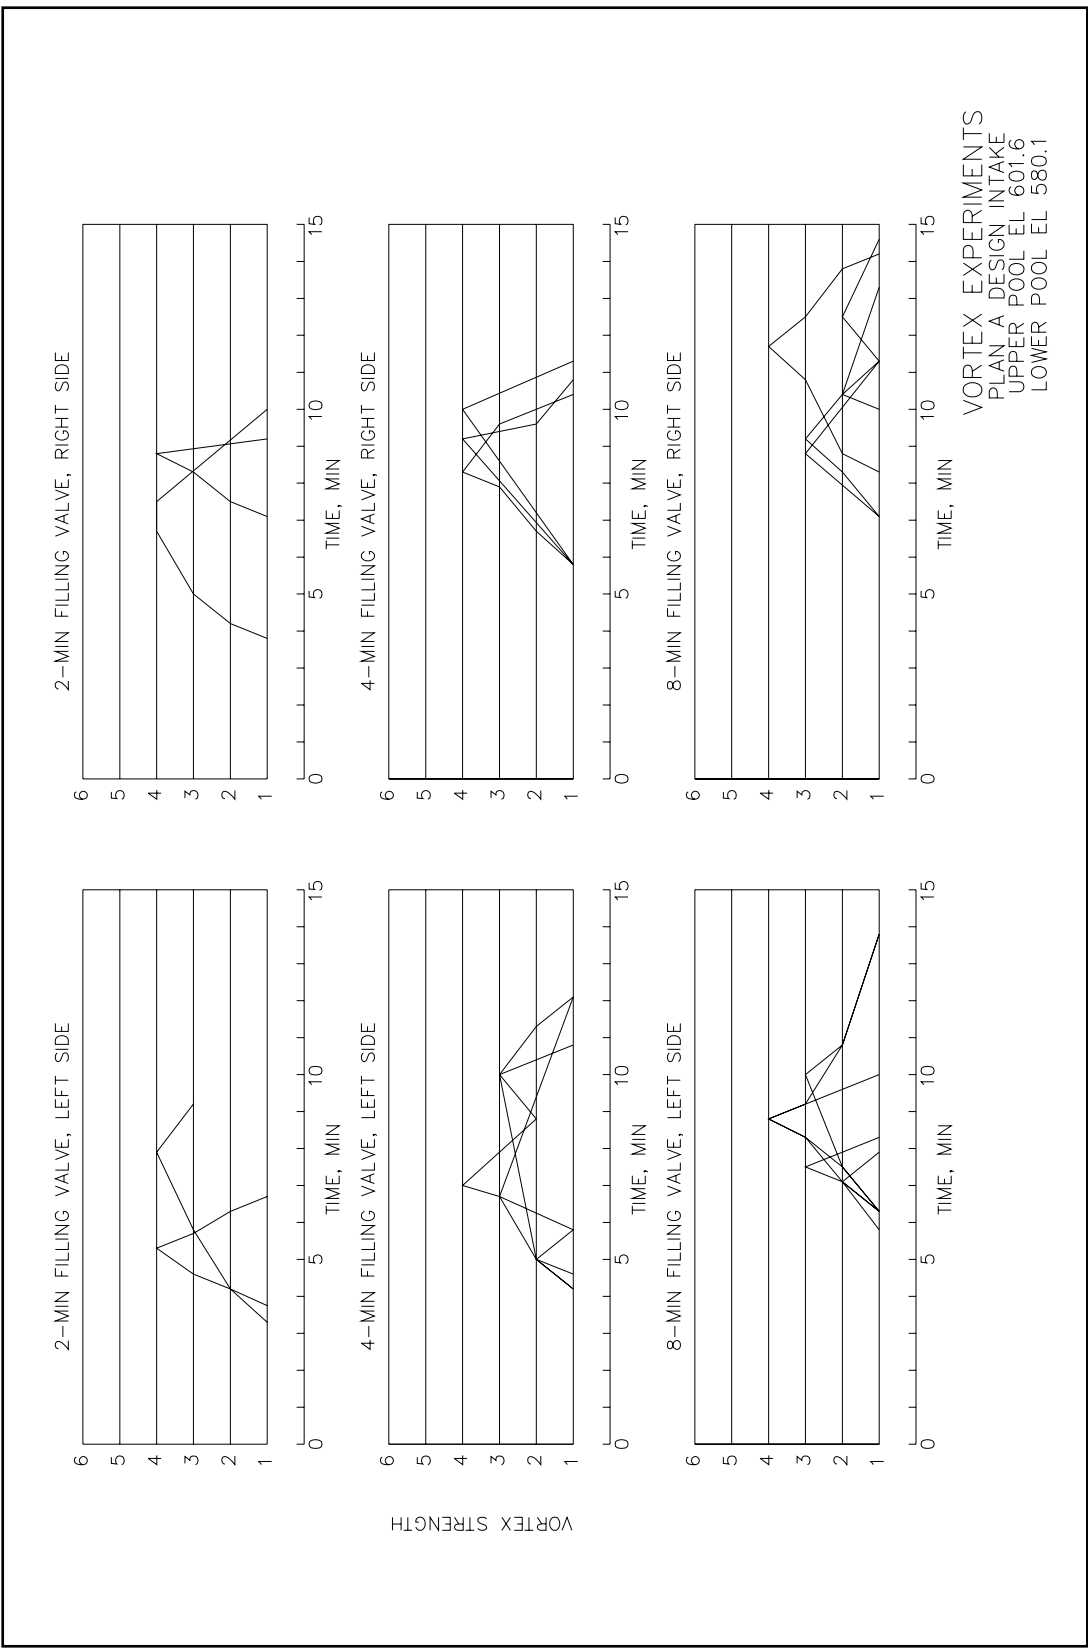 VORTEX STRENGTH
2-MIN FILLING VALVE, LEFT SIDE
6
5
4
3
2
1
0 5 10 15
TIME, MIN
2-MIN FILLING VALVE, RIGHT SIDE
6
5
4
3
2
1
0 5 10 15
TIME, MIN
4-MIN FILLING VALVE, LEFT SIDE
6
5
4
3
2
1
0 5 10 15
TIME, MIN
4-MIN FILLING VALVE, RIGHT SIDE
6
5
4
3
2
1
0 5 10 15
TIME, MIN
8-MIN FILLING VALVE, LEFT SIDE
6
5
4
3
2
1
0 5 10 15
TIME, MIN
8-MIN FILLING VALVE, RIGHT SIDE
6
5
4
3
2
1
0 5 10 15
TIME, MIN
VORTEX EXPERIMENTS
PLAN A DESIGN INTAKE
UPPER POOL EL 601.6
LOWER POOL EL 580.1